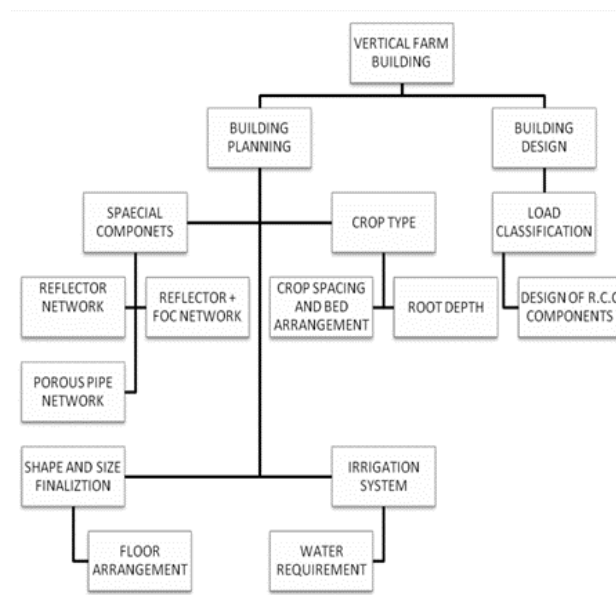 VERTICAL FARM
BUILDING
BUILDING
PLANNING
BUILDING
DESIGN
SPAECIAL
COMPONETS
CROP TYPE
LOAD
CLASSIFICATION
REFLECTOR
NETWORK
REFLECTOR +
FOC NETWORK
CROP SPACING
AND BED
ARRANGEMENT
ROOT DEPTH
DESIGN OF R.C.C
COMPONENTS
POROUS PIPE
NETWORK
SHAPE AND SIZE
FINALIZTION
IRRIGATION
SYSTEM
FLOOR
ARRANGEMENT
WATER
REQUIREMENT